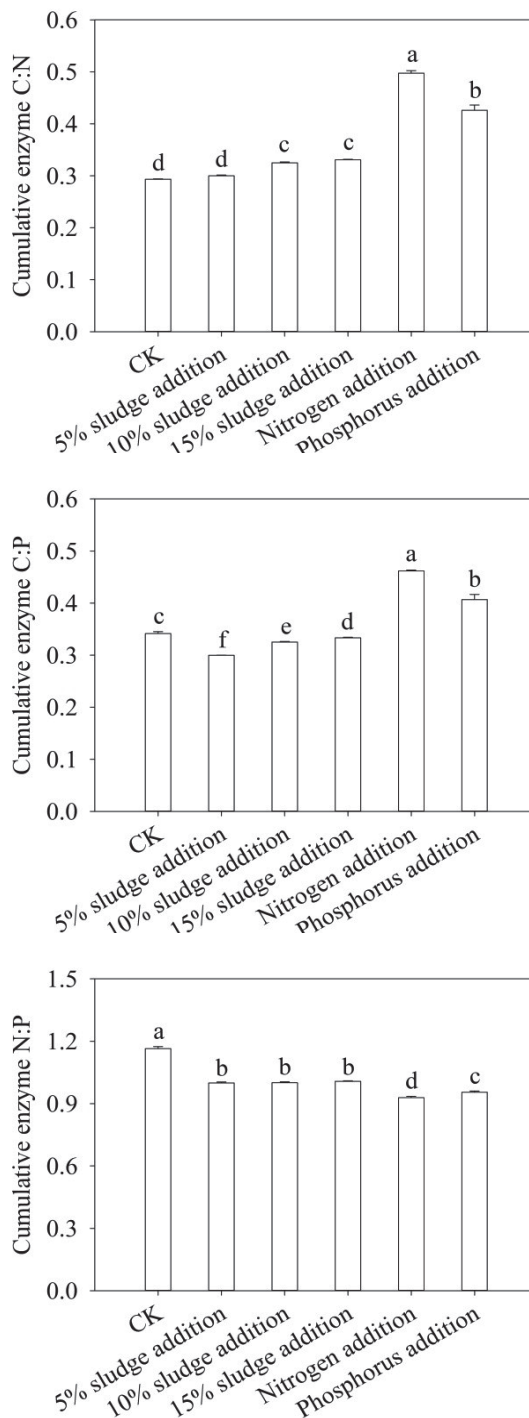 Cumulative enzyme C:N
0.6
0.5
0.4
0.3
0.2
0.1
0.0
d
d
c
c
a
b
CK
5% sludge addition
10% sludge addition
15% sludge addition
Nitrogen addition
Phosphorus addition
Cumulative enzyme C:P
0.6
0.5
0.4
0.3
0.2
0.1
0.0
c
f
e
d
a
b
CK
5% sludge addition
10% sludge addition
15% sludge addition
Nitrogen addition
Phosphorus addition
Cumulative enzyme N:P
1.5
1.2
0.9
0.6
0.3
0.0
a
b
b
b
d
c
CK
5% sludge addition
10% sludge addition
15% sludge addition
Nitrogen addition
Phosphorus addition